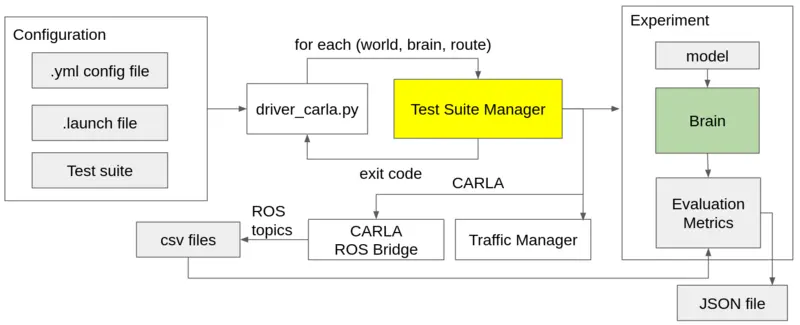 Configuration
.yml config file
.launch file
Test suite
for each (world, brain, route)
driver_carla.py
Test Suite Manager
exit code
CARLA
ROS
topics
csv files
CARLA
ROS Bridge
Traffic Manager
Experiment
model
Brain
Evaluation
Metrics
JSON file